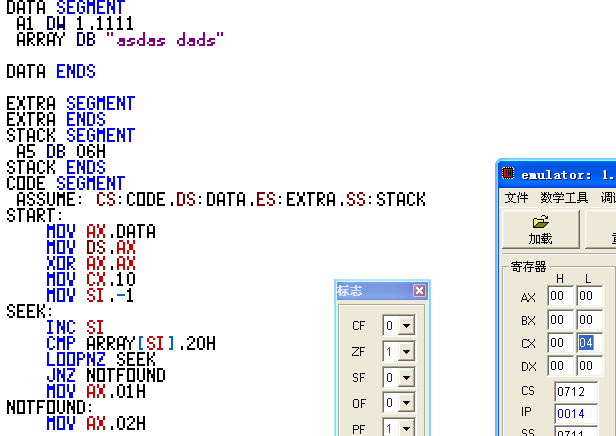 DATA SEGMENT
A1 DW 1,1111
ARRAY DB "asdas dads"
DATA ENDS
EXTRA SEGMENT
EXTRA ENDS
STACK SEGMENT
A5 DB 06H
STACK ENDS
CODE SEGMENT
ASSUME: CS:CODE,DS:DATA,ES:EXTRA,SS:STACK
START:
MOV AX,DATA
MOV DS,AX
XOR AX,AX
MOV CX,10
MOV SI,-1
SEEK:
INC SI
CMP ARRAY[SI],20H
LOOPNZ SEEK
JNZ NOTFOUND
MOV AX,01H
NOTFOUND:
MOV AX,02H
标志
CF 0
ZF 1
SF 0
OF 0
PF 1
emulator: 1.
文件 数学工具
加载
寄存器
H L
AX 00 00
BX 00 00
CX 00 04
DX 00 00
CS 0712
IP 0014
SS 0711